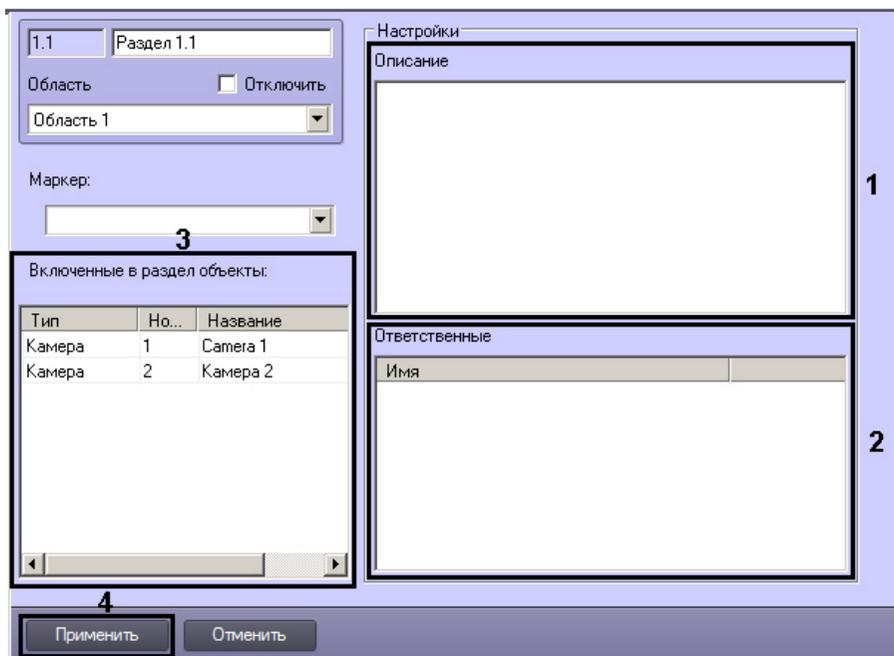 1.1 Раздел 1.1
Область Отключить
Область 1
Маркер:
3
Включенные в раздел объекты:
Тип Но... Название
Камера 1 Camera 1
Камера 2 Камера 2
4
Применить Отменить
Настройки
Описание
1
Ответственные
Имя
2